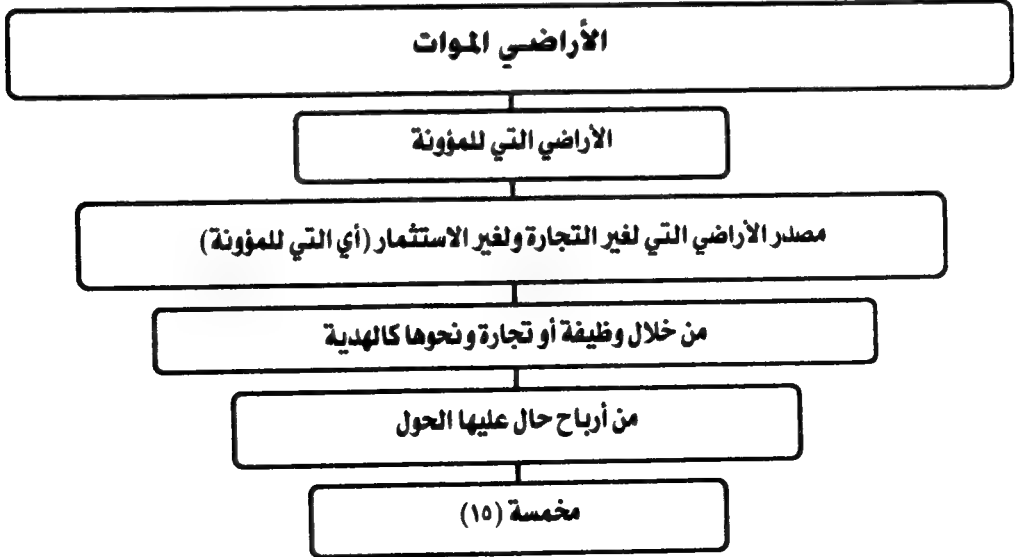 الأراضي الموات
الأراضي التي للمؤونة
مصدر الأراضي التي لغير التجارة ولغير الاستثمار (أي التي للمؤونة)
من خلال وظيفة أو تجارة ونحوها كالهدية
من أرباح حال عليها الحول
مخمسة (١٥)